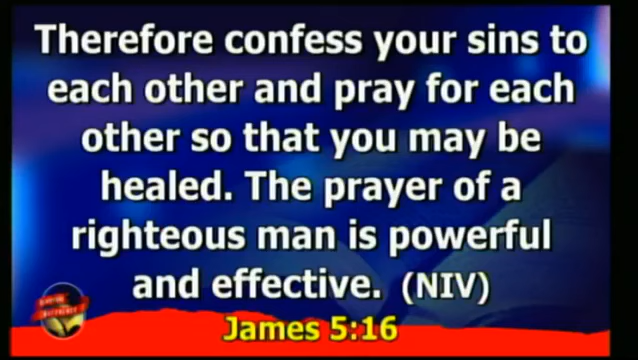 Therefore confess your sins to
each other and pray for each
other so that you may be
healed. The prayer of a
righteous man is powerful
and effective. (NIV)
James 5:16